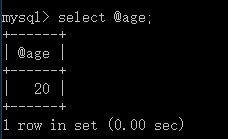 mysql> select @age;
+------+
| @age |
+------+
|   20 |
+------+
1 row in set (0.00 sec)